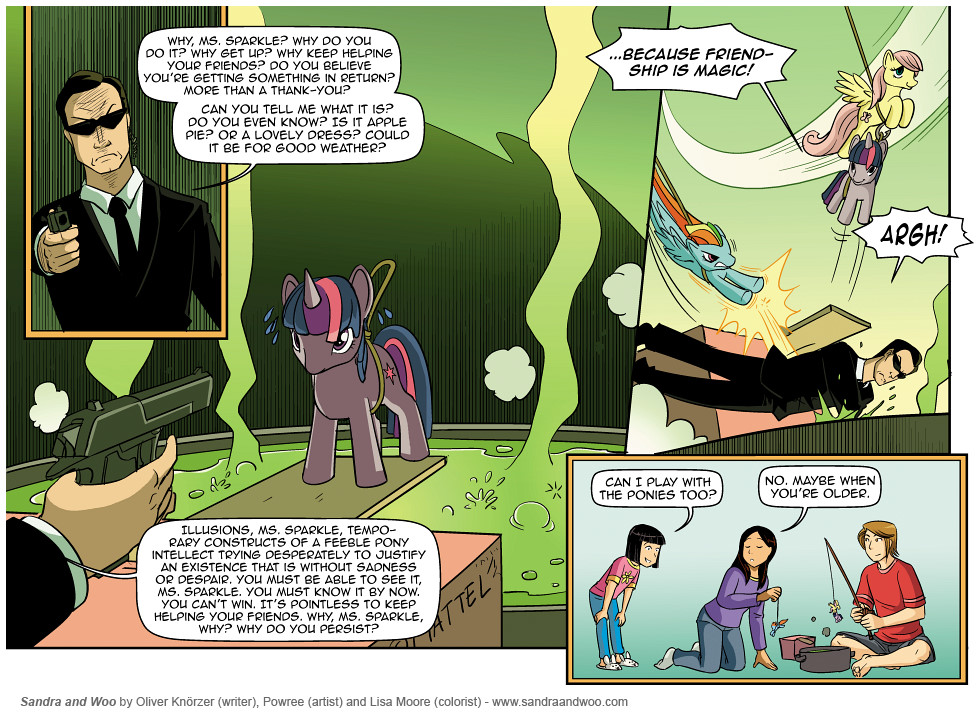 WHY, MS. SPARKLE? WHY DO YOU
DO IT? WHY GET UP? WHY KEEP HELPING
YOUR FRIENDS? DO YOU BELIEVE
YOU'RE GETTING SOMETHING IN RETURN?
MORE THAN A THANK-YOU?
CAN YOU TELL ME WHAT IT IS?
DO YOU EVEN KNOW? IS IT APPLE
PIE? OR A LOVELY DRESS? COULD
IT BE FOR GOOD WEATHER?
ILLUSIONS, MS. SPARKLE, TEMPO-
RARY CONSTRUCTS OF A FEEBLE PONY
INTELLECT TRYING DESPERATELY TO JUSTIFY
AN EXISTENCE THAT IS WITHOUT SADNESS
OR DESPAIR. YOU MUST BE ABLE TO SEE IT,
MS. SPARKLE. YOU MUST KNOW IT BY NOW.
YOU CAN'T WIN. IT'S POINTLESS TO KEEP
HELPING YOUR FRIENDS. WHY, MS. SPARKLE,
WHY? WHY DO YOU PERSIST?
MATTEL
...BECAUSE FRIEND-
SHIP IS MAGIC!
ARGH!
CAN I PLAY WITH
THE PONIES TOO?
NO. MAYBE WHEN
YOU'RE OLDER.
Sandra and Woo by Oliver Knörzer (writer), Powree (artist) and Lisa Moore (colorist) - www.sandraandwoo.com